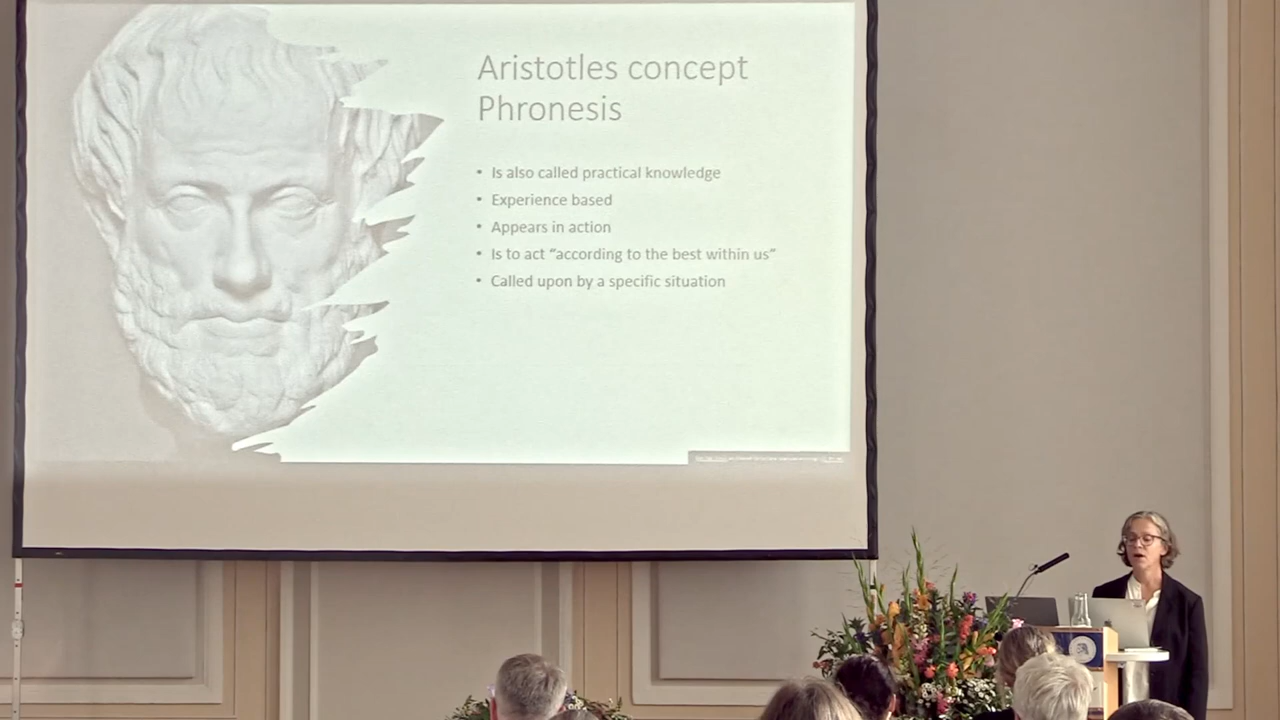 Aristotles concept
Phronesis
• Is also called practical knowledge
• Experience based
• Appears in action
• Is to act “according to the best within us”
• Called upon by a specific situation